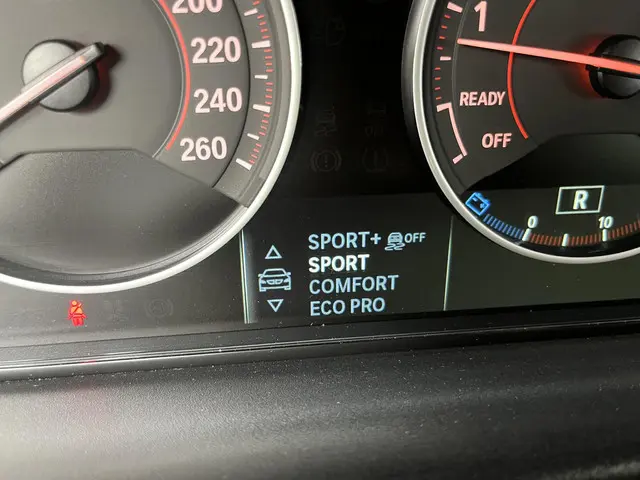 200
220
240
260
1
READY
OFF
R
0
10
SPORT+ OFF
SPORT
COMFORT
ECO PRO